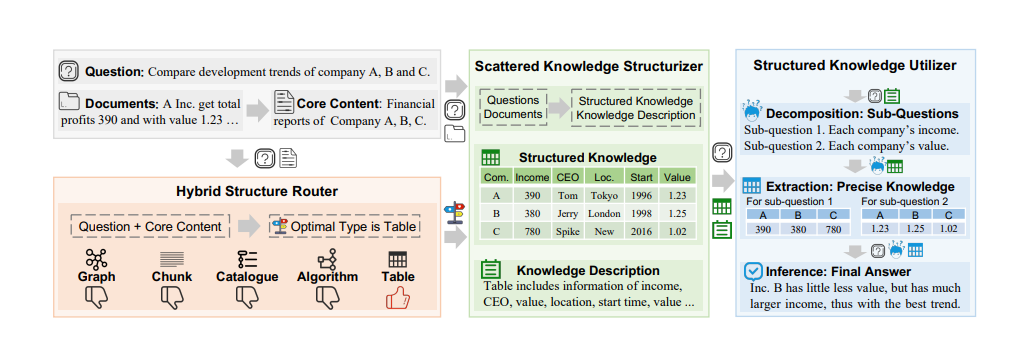 Question: Compare development trends of company A, B and C.
Documents: A Inc. get total
profits 390 and with value 1.23 ...
Core Content: Financial
reports of Company A, B, C.
Hybrid Structure Router
Question + Core Content
Optimal Type is Table
Graph Chunk Catalogue Algorithm Table
Scattered Knowledge Structurizer
Questions
Documents
Structured Knowledge
Knowledge Description
Structured Knowledge
Com. Income CEO Loc. Start Value
A 390 Tom Tokyo 1996 1.23
B 380 Jerry London 1998 1.25
C 780 Spike New 2016 1.02
Knowledge Description
Table includes information of income,
CEO, value, location, start time, value ...
Structured Knowledge Utilizer
Decomposition: Sub-Questions
Sub-question 1. Each company's income.
Sub-question 2. Each company's value.
Extraction: Precise Knowledge
For sub-question 1
A B C
390 380 780
For sub-question 2
A B C
1.23 1.25 1.02
Inference: Final Answer
Inc. B has little less value, but has much
larger income, thus with the best trend.